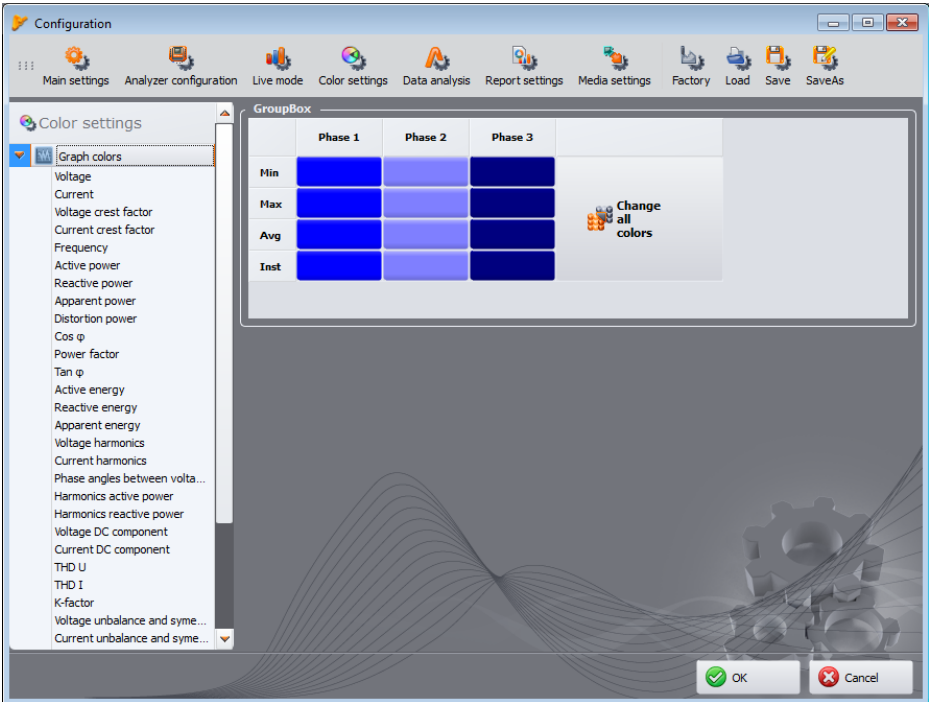 Configuration
Main settings Analyzer configuration Live mode Color settings Data analysis Report settings Media settings Factory Load Save SaveAs
Color settings
Graph colors
Voltage
Current
Voltage crest factor
Current crest factor
Frequency
Active power
Reactive power
Apparent power
Distortion power
Cos φ
Power factor
Tan φ
Active energy
Reactive energy
Apparent energy
Voltage harmonics
Current harmonics
Phase angles between volta...
Harmonics active power
Harmonics reactive power
Voltage DC component
Current DC component
THD U
THD I
K-factor
Voltage unbalance and syme...
Current unbalance and syme...
GroupBox
Phase 1 Phase 2 Phase 3
Min
Max
Avg
Inst
Change
all
colors
OK Cancel